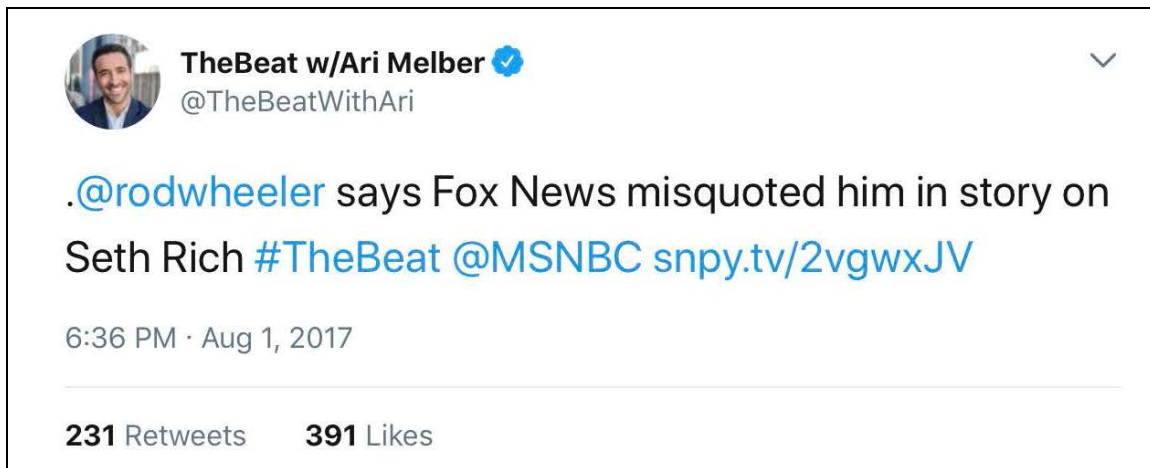 TheBeat w/Ari Melber
@TheBeatWithAri
.@rodwheeler says Fox News misquoted him in story on
Seth Rich #TheBeat @MSNBC snpy.tv/2vgwxJV
6:36 PM · Aug 1, 2017
231 Retweets 391 Likes